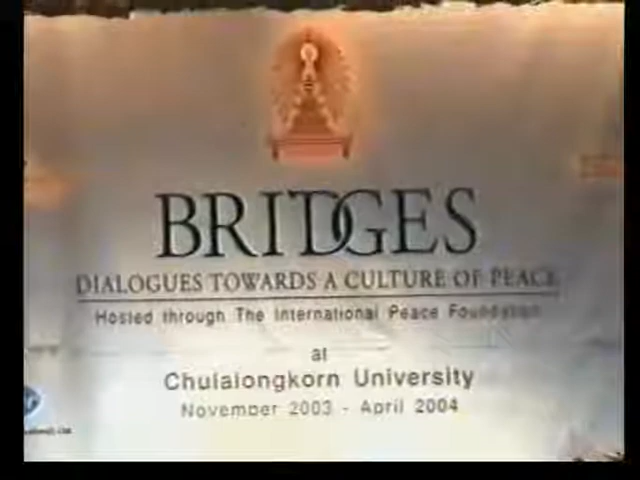 BRIDGES
DIALOGUES TOWARDS A CULTURE OF PEACE
Hosted through The International Peace Foundation
at
Chulalongkorn University
November 2003 - April 2004